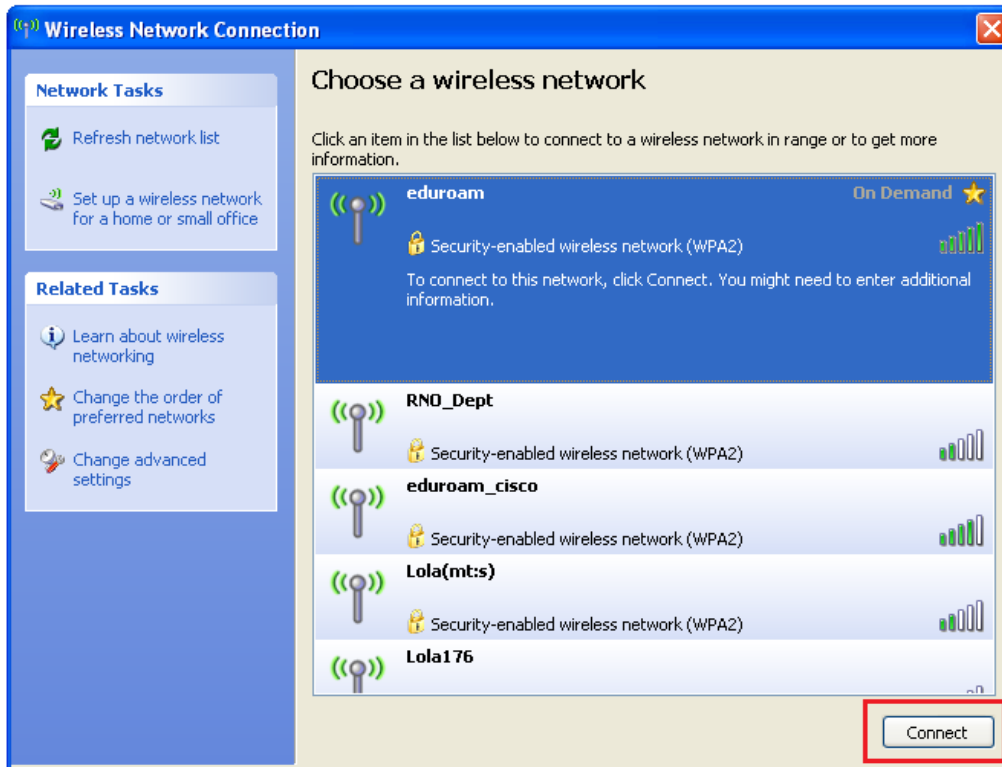 Wireless Network Connection
Network Tasks
Refresh network list
Set up a wireless network
for a home or small office
Related Tasks
Learn about wireless
networking
Change the order of
preferred networks
Change advanced
settings
Choose a wireless network
Click an item in the list below to connect to a wireless network in range or to get more
information.
eduroam On Demand
Security-enabled wireless network (WPA2)
To connect to this network, click Connect. You might need to enter additional
information.
RNO_Dept
Security-enabled wireless network (WPA2)
eduroam_cisco
Security-enabled wireless network (WPA2)
Lola(mt:s)
Security-enabled wireless network (WPA2)
Lola176
Connect